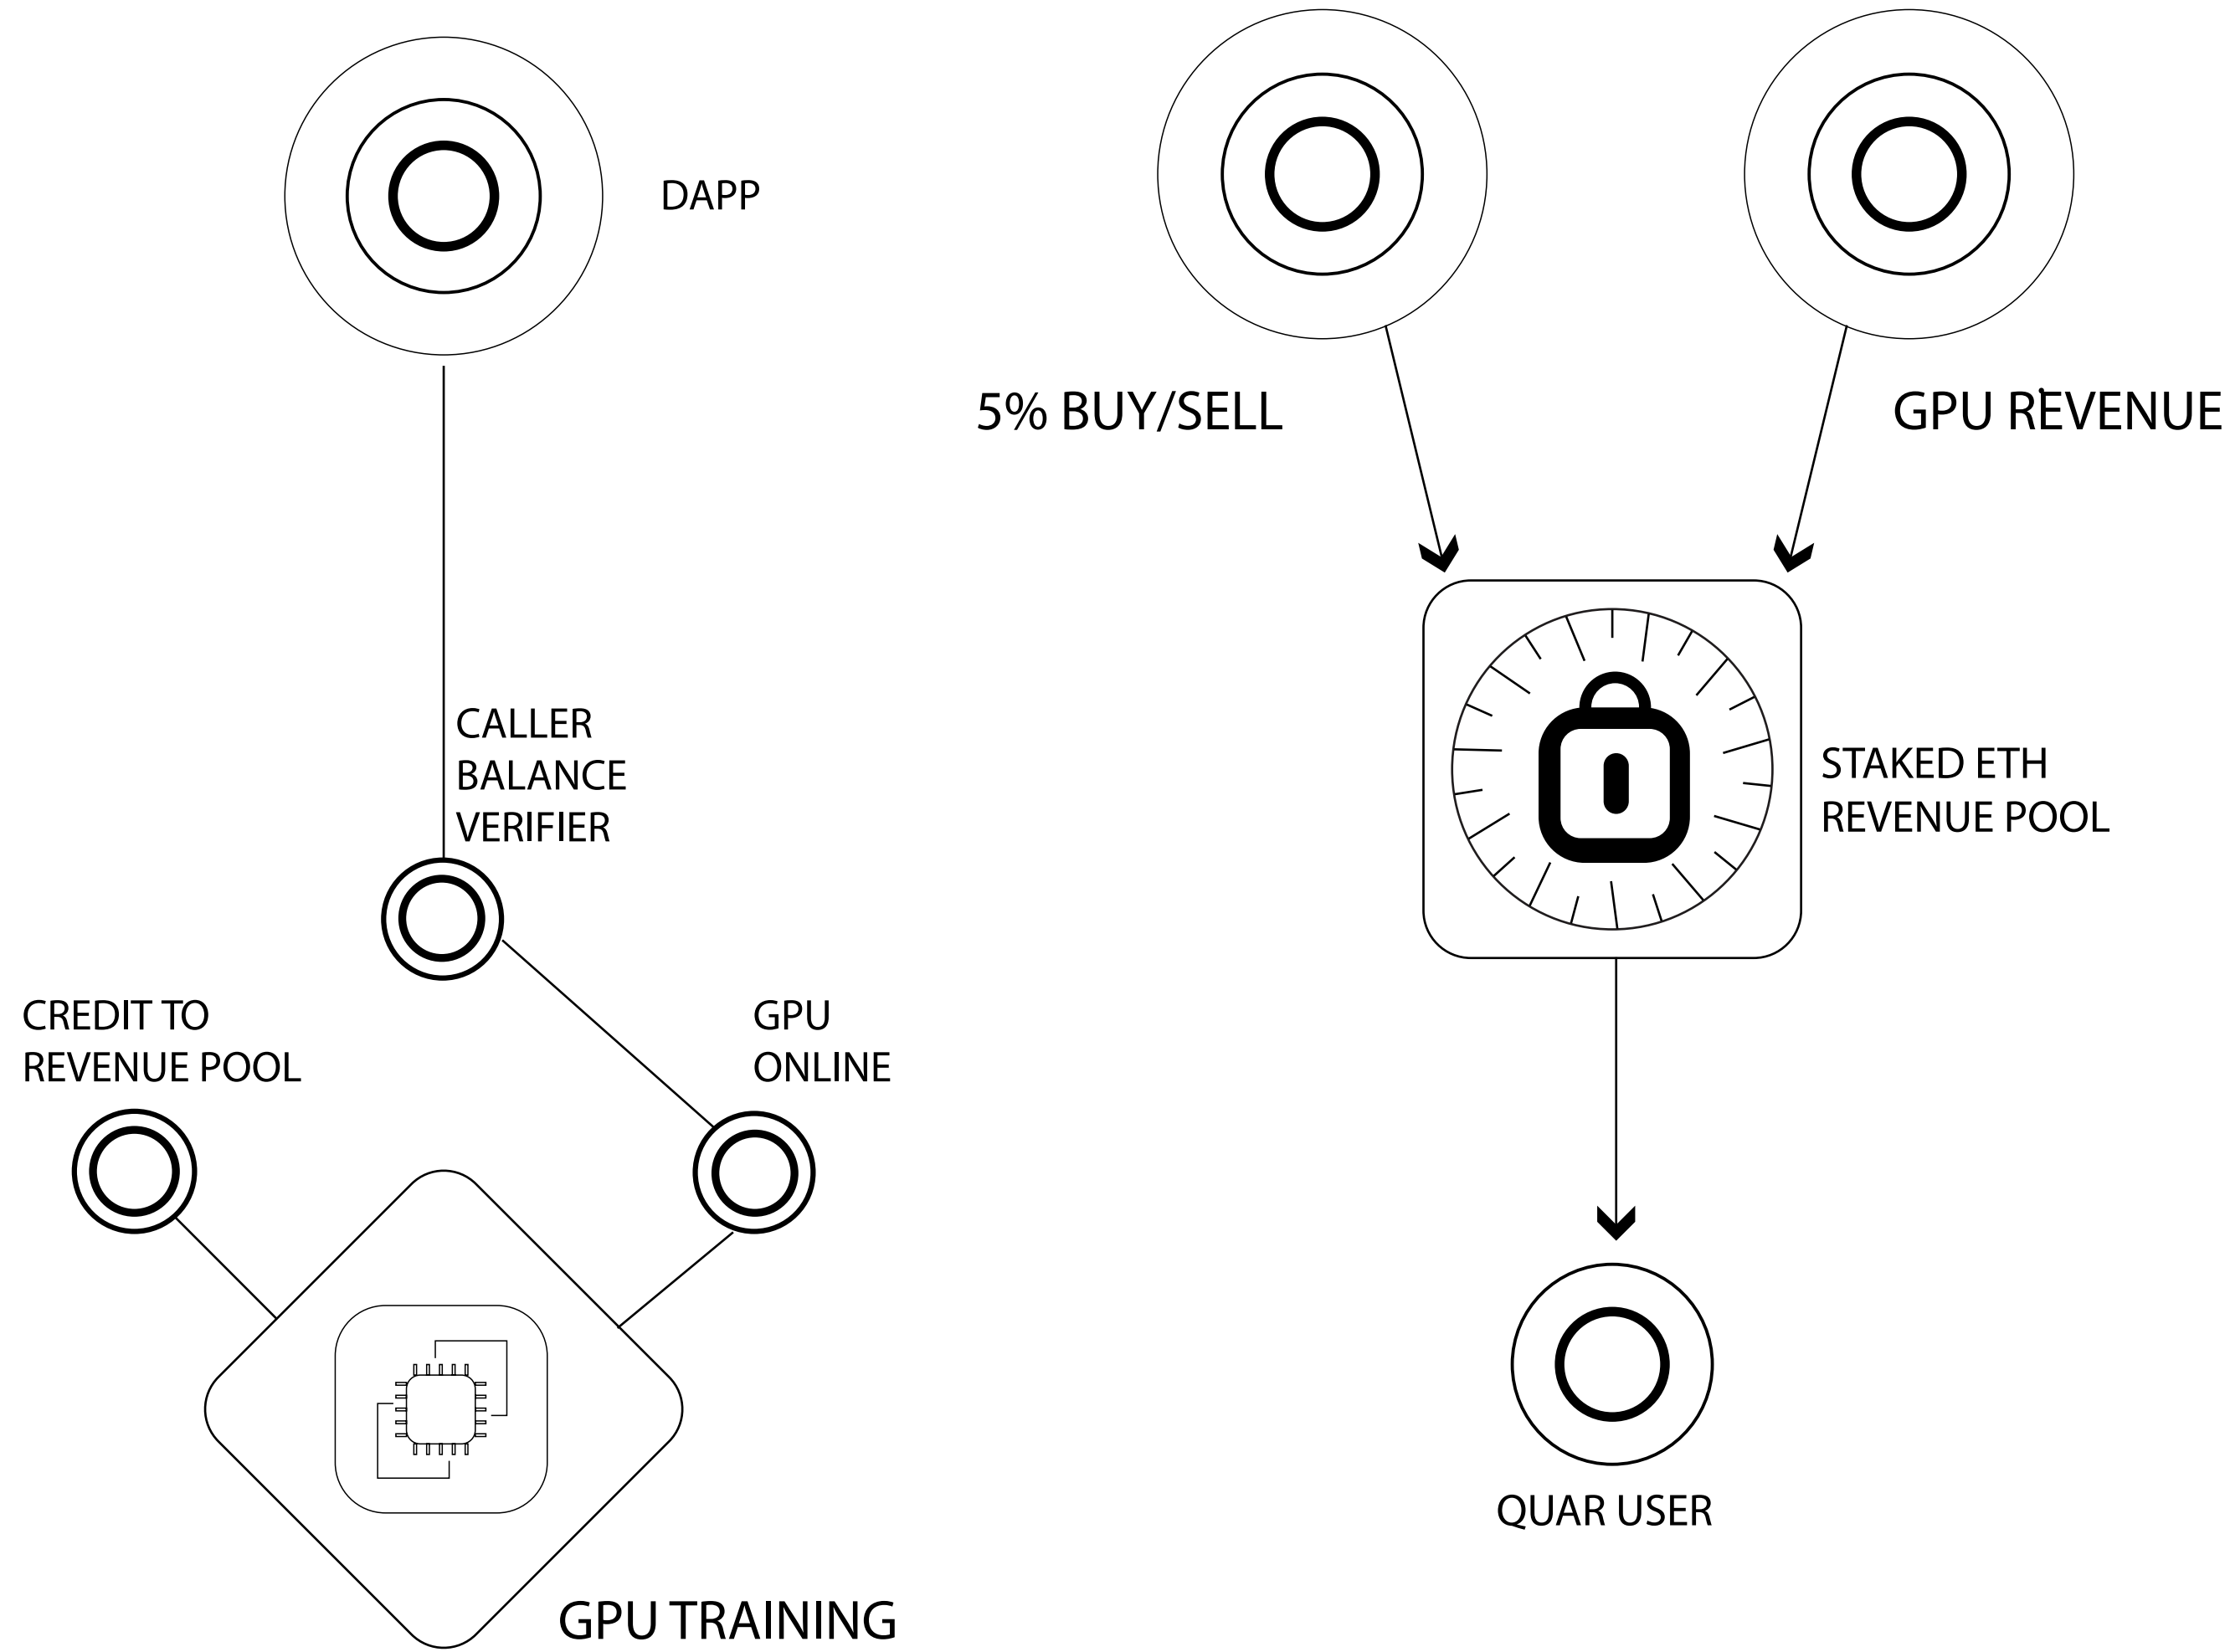 DAPP
CALLER
BALANCE
VERIFIER
CREDIT TO
REVENUE POOL
GPU
ONLINE
GPU TRAINING
5% BUY/SELL
GPU REVENUE
STAKED ETH
REVENUE POOL
QUAR USER